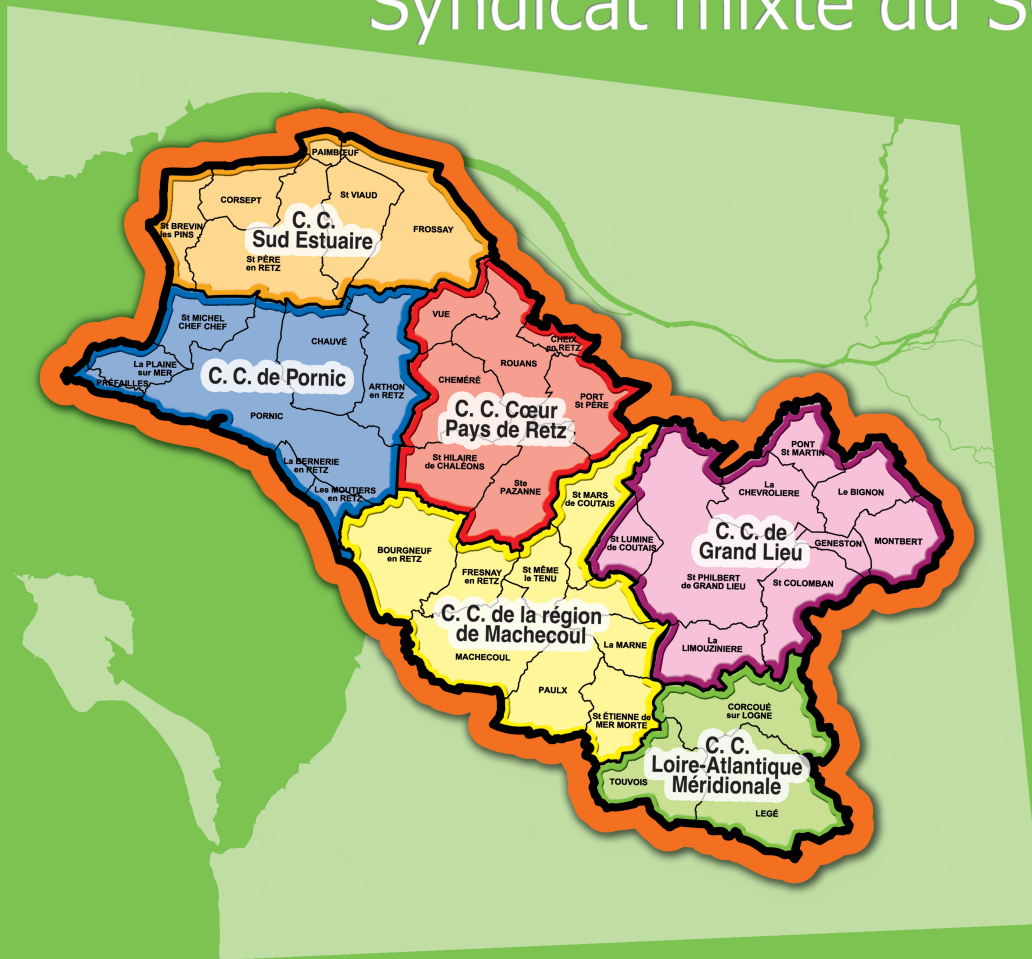 Syndicat mixte du S
PAIMBŒUF
CORSEPT
St VIAUD
St BREVIN
les PINS
C. C.
Sud Estuaire
FROSSAY
St PÈRE
en RETZ
St MICHEL
CHEF CHEF
VUE
CHAUVÉ
CHEIX
en RETZ
La PLAINE
sur MER
PRÉFAILLES
C. C. de Pornic
ROUANS
CHEMÉRÉ
ARTHON
en RETZ
PORT
St PÈRE
PORNIC
C. C. Cœur
Pays de Retz
La BERNERIE
en RETZ
St HILAIRE
de CHALÉONS
Les MOUTIERS
en RETZ
Ste
PAZANNE
St MARS
de COUTAIS
PONT
St MARTIN
La
CHEVROLIERE
Le BIGNON
C. C. de
Grand Lieu
St LUMINE
de COUTAIS
GENESTON
MONTBERT
St PHILBERT
de GRAND LIEU
St COLOMBAN
BOURGNEUF
en RETZ
FRESNAY
en RETZ
St MÊME
le TENU
C. C. de la région
de Machecoul
La MARNE
La
LIMOUZINIERE
MACHECOUL
PAULX
St ÉTIENNE de
MER MORTE
CORCOUÉ
sur LOGNE
C. C.
Loire-Atlantique
Méridionale
TOUVOIS
LEGÉ